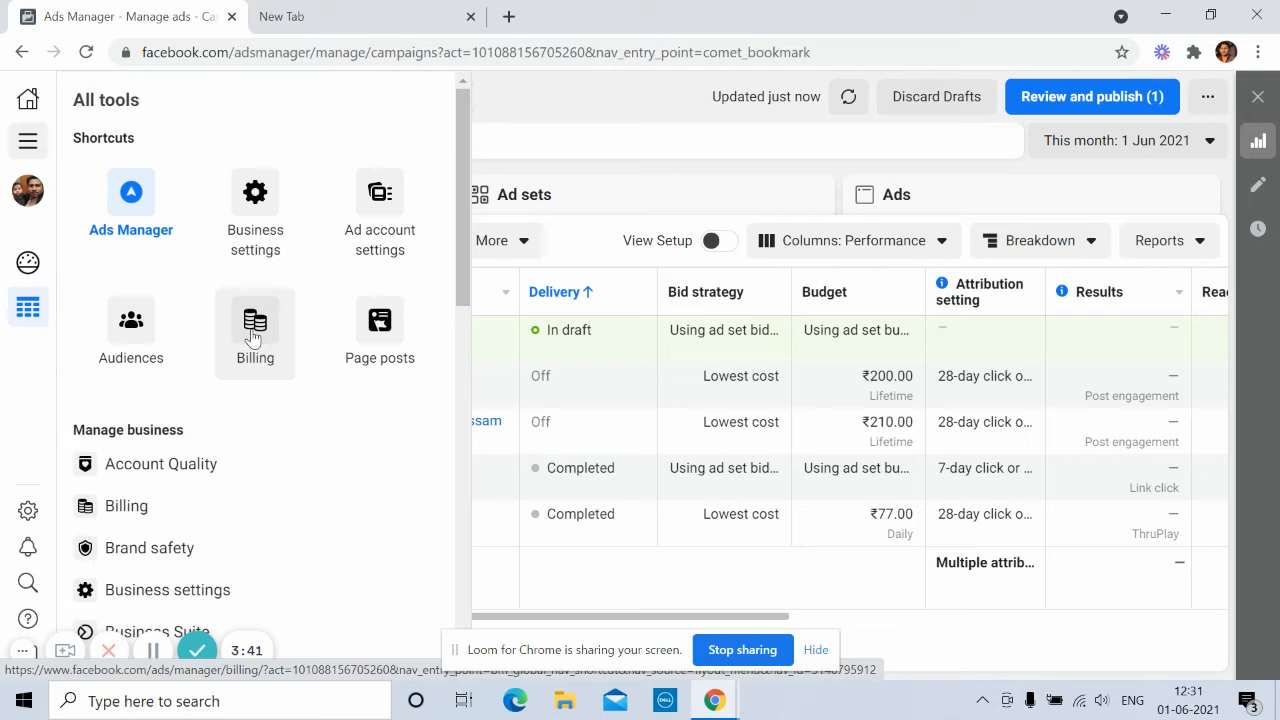 Ads Manager - Manage ads - Ca
New Tab
facebook.com/adsmanager/manage/campaigns?act=101088156705260&nav_entry_point=comet_bookmark
All tools
Shortcuts
Ads Manager
Business settings
Ad account settings
Audiences
Billing
Page posts
Manage business
Account Quality
Billing
Brand safety
Business settings
Business Suite
Updated just now
Discard Drafts
Review and publish (1)
This month: 1 Jun 2021
Ad sets
Ads
More
View Setup
Columns: Performance
Breakdown
Reports
Delivery ↑
Bid strategy
Budget
Attribution setting
Results
Reac
In draft
Using ad set bid...
Using ad set bu...
—
—
Off
Lowest cost
₹200.00
Lifetime
28-day click o...
—
Post engagement
ssam
Off
Lowest cost
₹210.00
Lifetime
28-day click o...
—
Post engagement
Completed
Using ad set bid...
Using ad set bu...
7-day click or ...
—
Link click
Completed
Lowest cost
₹77.00
Daily
28-day click o...
—
ThruPlay
Multiple attrib...
—
3:41
Loom for Chrome is sharing your screen.
Stop sharing
Hide
Type here to search
DELL
ENG
12:31
01-06-2021
3